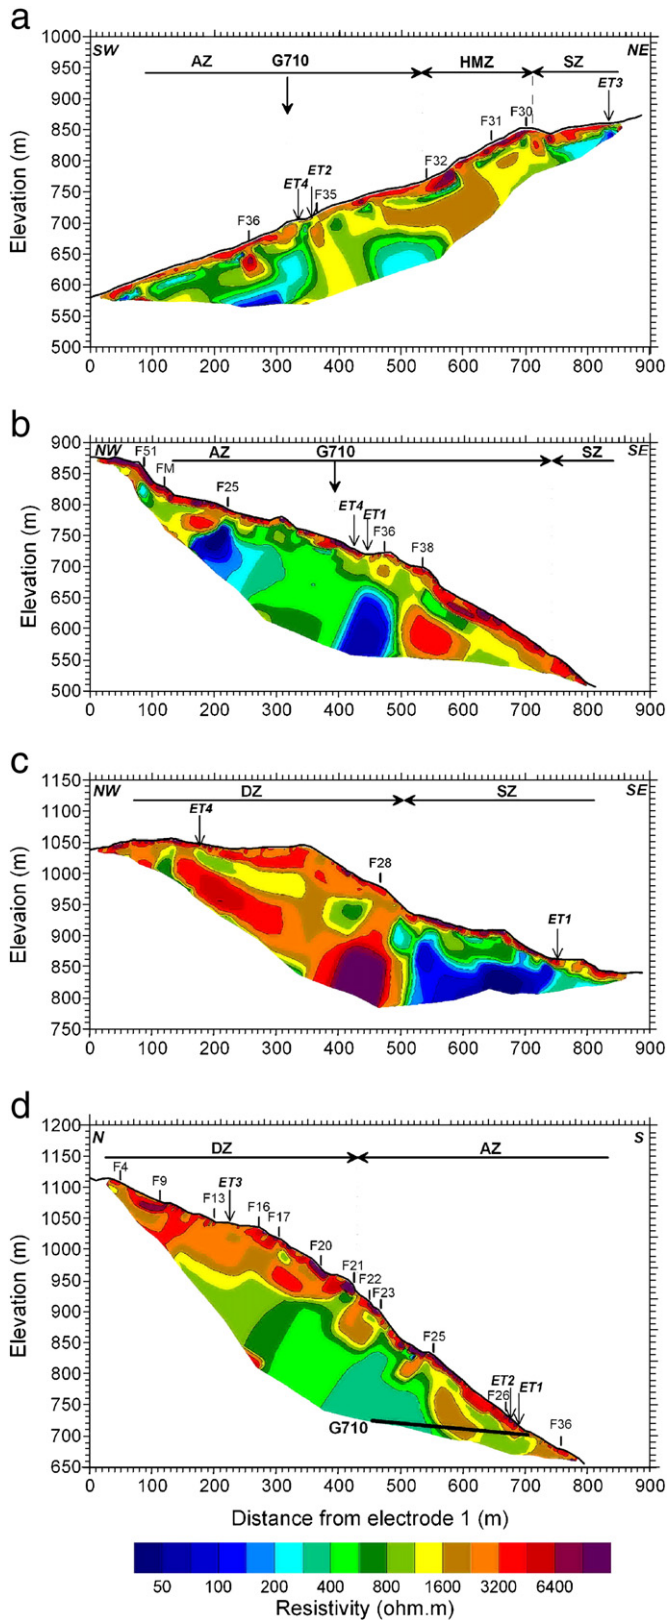 a
1000
SW
NE
950
AZ
G710
HMZ
SZ
900
ET3
850
F31
F30
800
F32
750
ET4
ET2
F35
700
F36
650
600
550
500
Elevation (m)
0 100 200 300 400 500 600 700 800 900
b
900
NW
F51
AZ
G710
SZ
SE
850
FM
F25
800
ET4
ET1
750
F36
F38
700
650
600
550
500
Elevation (m)
0 100 200 300 400 500 600 700 800 900
c
1150
NW
DZ
SZ
SE
1100
ET4
1050
1000
F28
950
ET1
900
850
800
750
Elevaion (m)
0 100 200 300 400 500 600 700 800 900
d
1200
N
DZ
AZ
S
1150
F4
1100
F9
ET3
F13
1050
F16
F17
1000
F20
950
F21
F22
F23
900
850
F25
800
750
ET2
F26
ET1
G710
700
F36
650
Elevation (m)
0 100 200 300 400 500 600 700 800 900
Distance from electrode 1 (m)
50 100 200 400 800 1600 3200 6400
Resistivity (ohm.m)